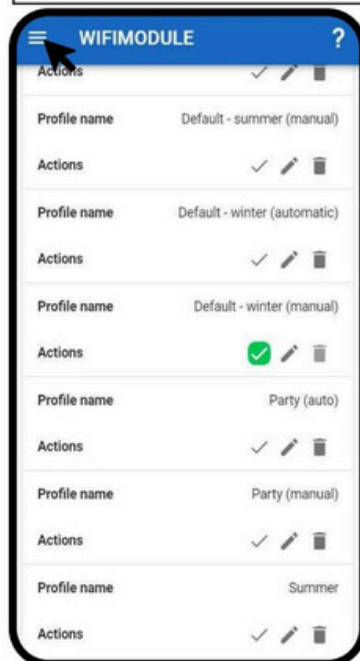 WIFIMODULE ?
Actions
Profile name Default - summer (manual)
Actions
Profile name Default - winter (automatic)
Actions
Profile name Default - winter (manual)
Actions
Profile name Party (auto)
Actions
Profile name Party (manual)
Actions
Profile name Summer
Actions